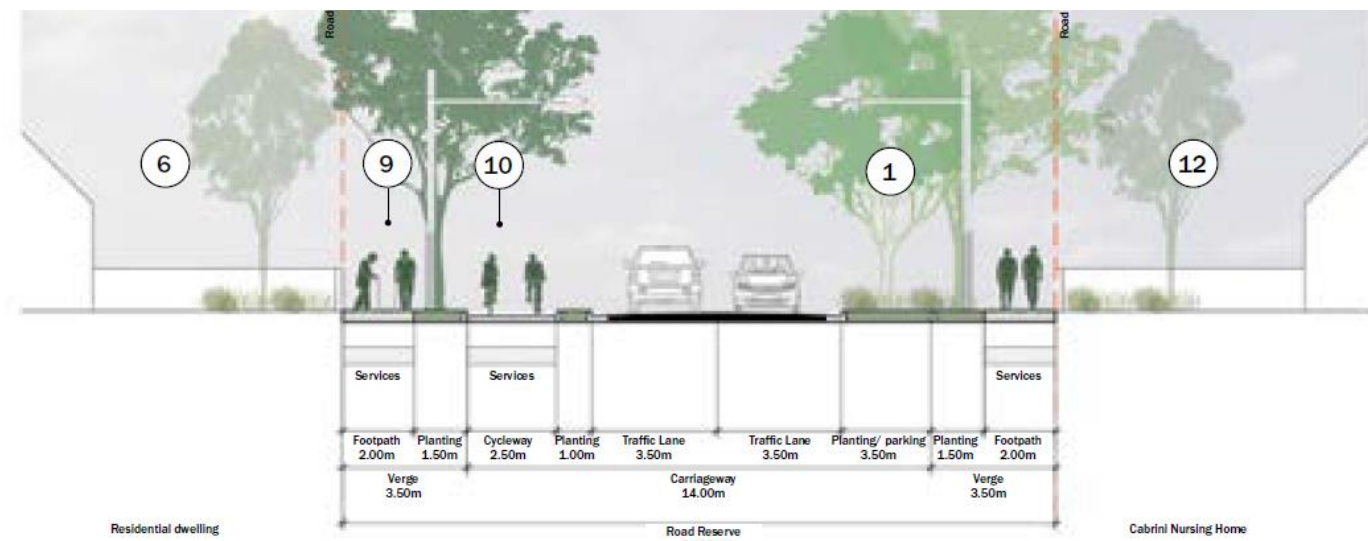 Road
Road
6
9
10
1
12
Services
Services
Services
Footpath
2.00m
Planting
1.50m
Cycleway
2.50m
Planting
1.00m
Traffic Lane
3.50m
Traffic Lane
3.50m
Planting/ parking
3.50m
Planting
1.50m
Footpath
2.00m
Verge
3.50m
Carriageway
14.00m
Verge
3.50m
Residential dwelling
Road Reserve
Cabrini Nursing Home